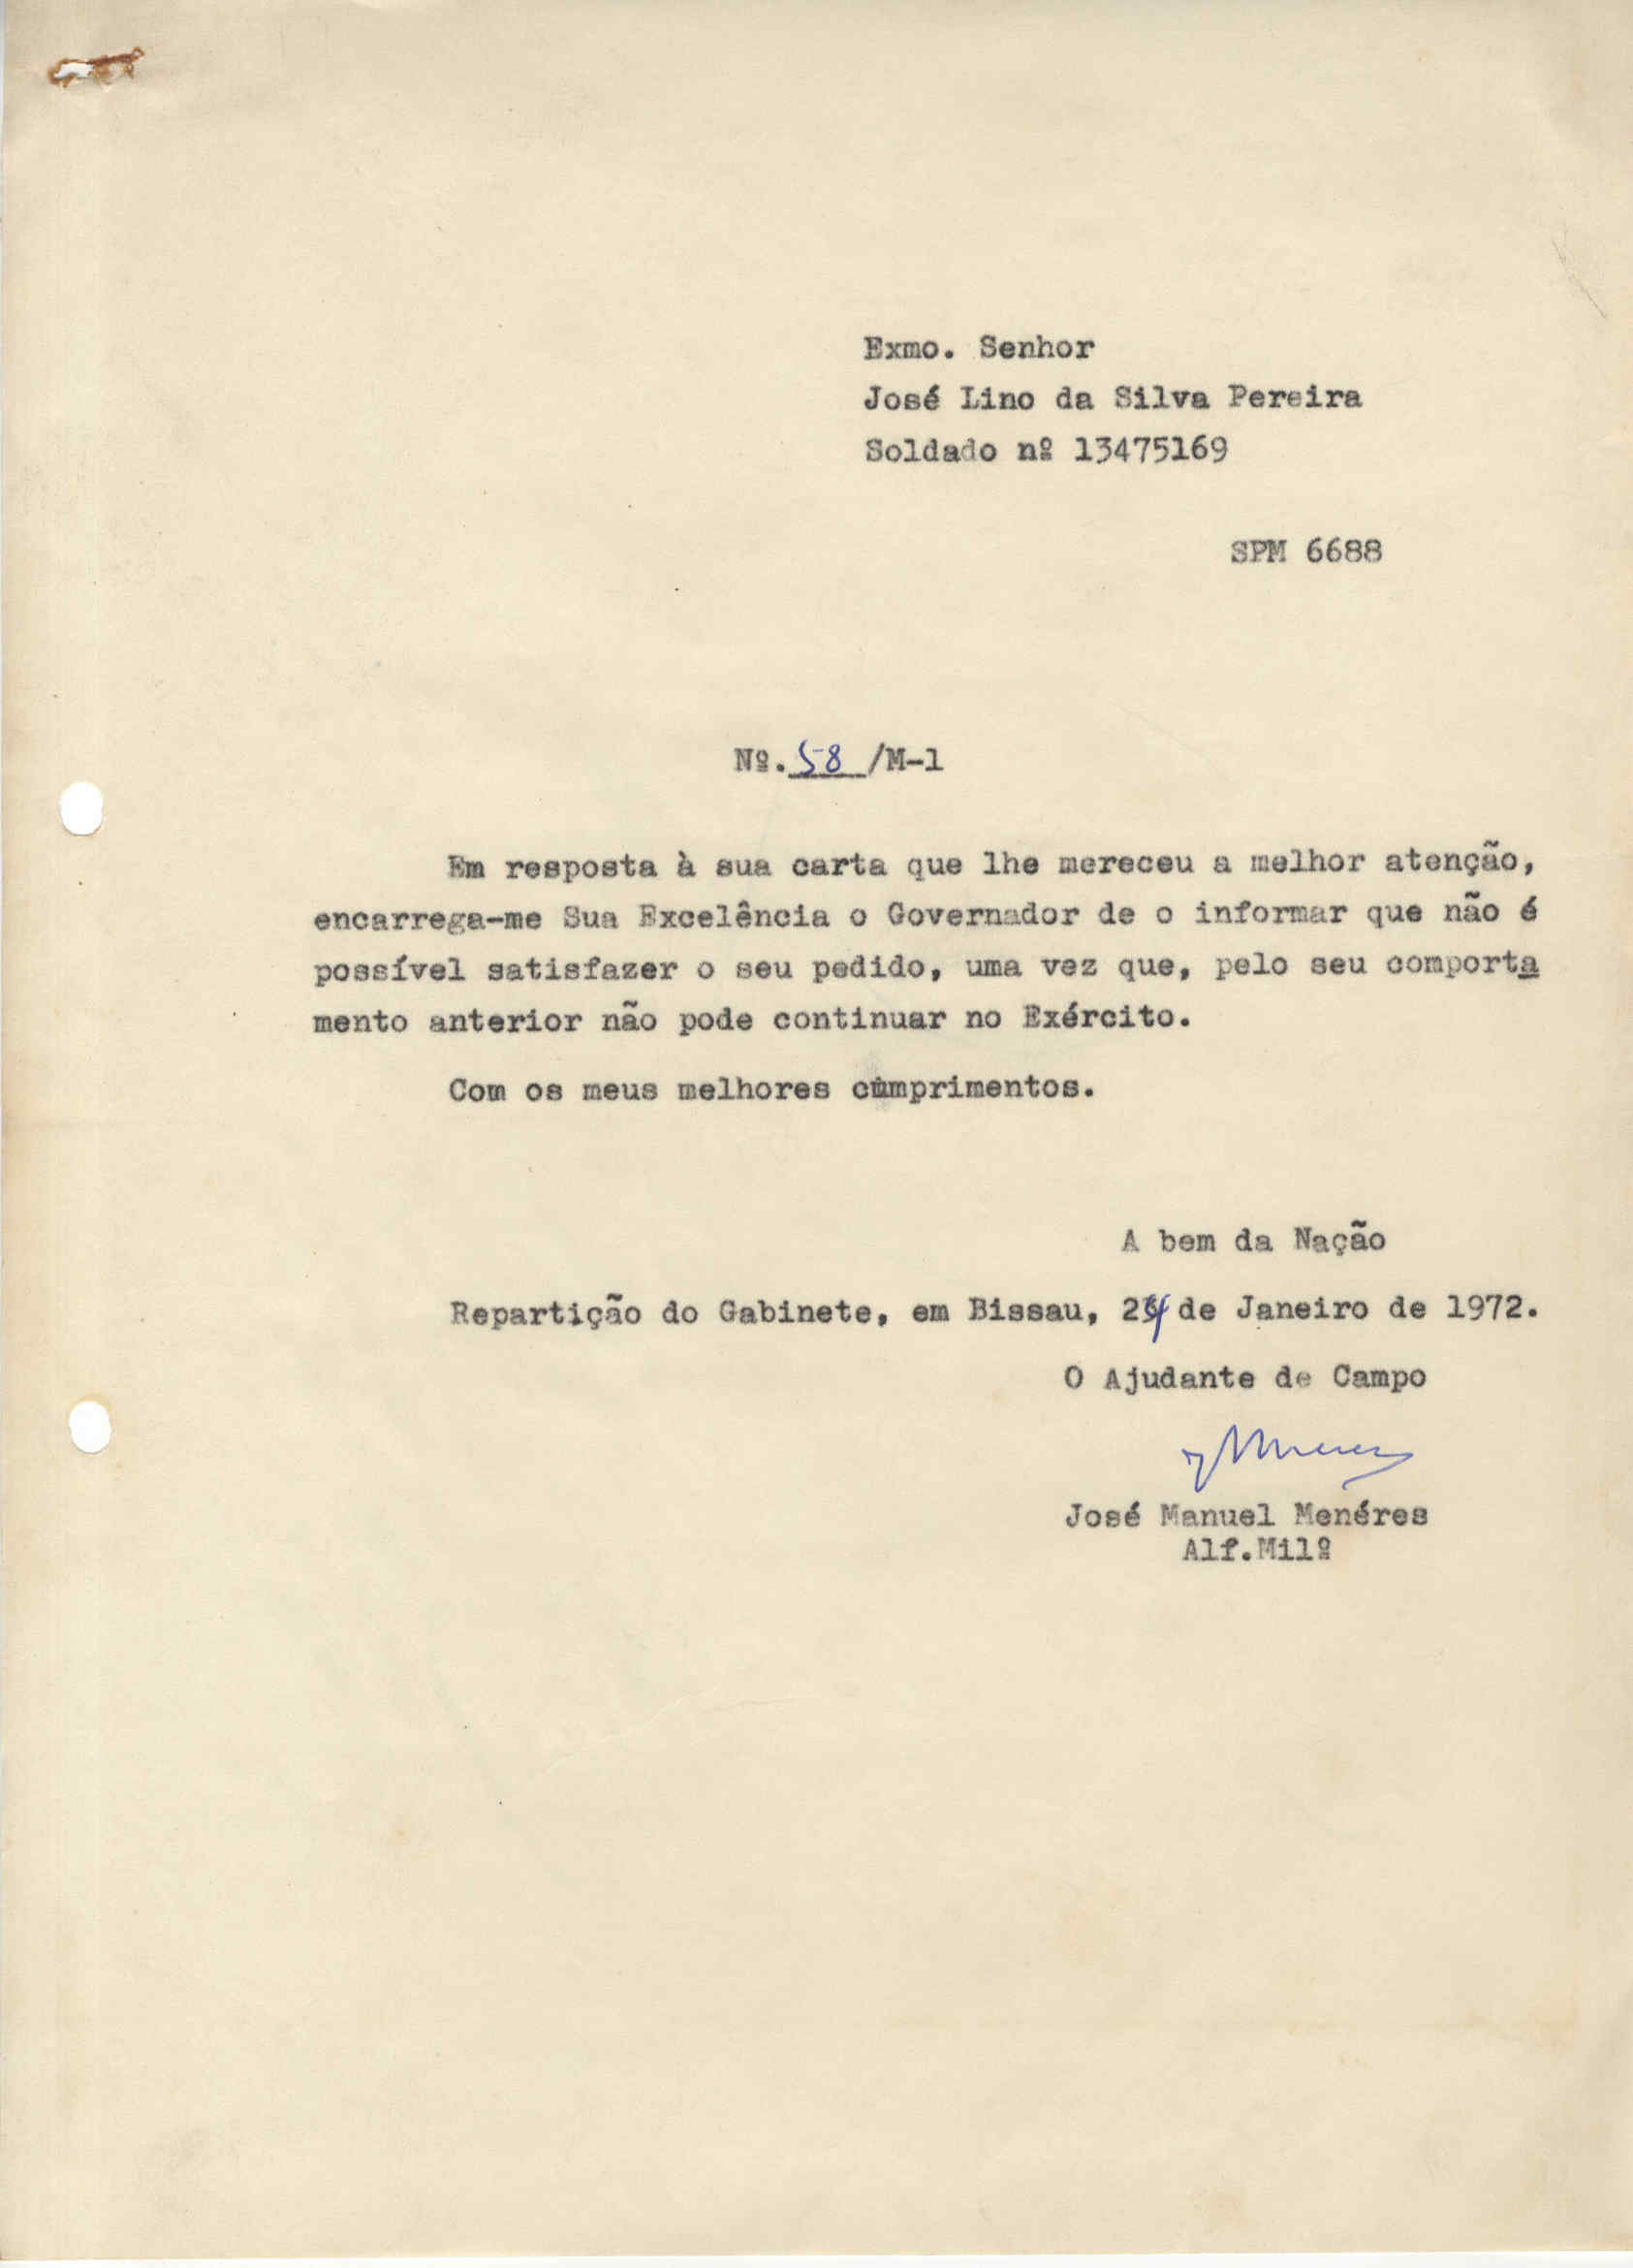 Exmo. Senhor
José Lino da Silva Pereira
Soldado nº 13475169
SPM 6688
Nº. 58 /M-1
Em resposta à sua carta que lhe mereceu a melhor atenção,
encarrega-me Sua Excelência o Governador de o informar que não é
possível satisfazer o seu pedido, uma vez que, pelo seu comporta
mento anterior não pode continuar no Exército.
Com os meus melhores cumprimentos.
A bem da Nação
Repartição do Gabinete, em Bissau, 24 de Janeiro de 1972.
O Ajudante de Campo
José Manuel Menéres
Alf.Milº